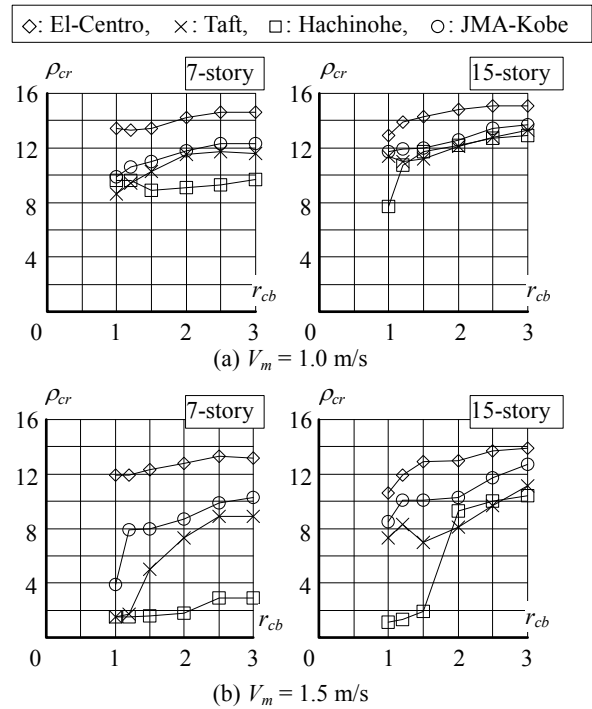 ◇: El-Centro, ×: Taft, □: Hachinohe, ○: JMA-Kobe
ρcr 7-story
16
12
8
4
0 1 2 3
rcb
ρcr 15-story
16
12
8
4
0 1 2 3
rcb
(a) Vm = 1.0 m/s
ρcr 7-story
16
12
8
4
0 1 2 3
rcb
ρcr 15-story
16
12
8
4
0 1 2 3
rcb
(b) Vm = 1.5 m/s